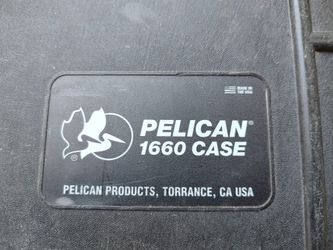 MADE IN
THE USA
PELICAN®
1660 CASE
®
PELICAN PRODUCTS, TORRANCE, CA USA